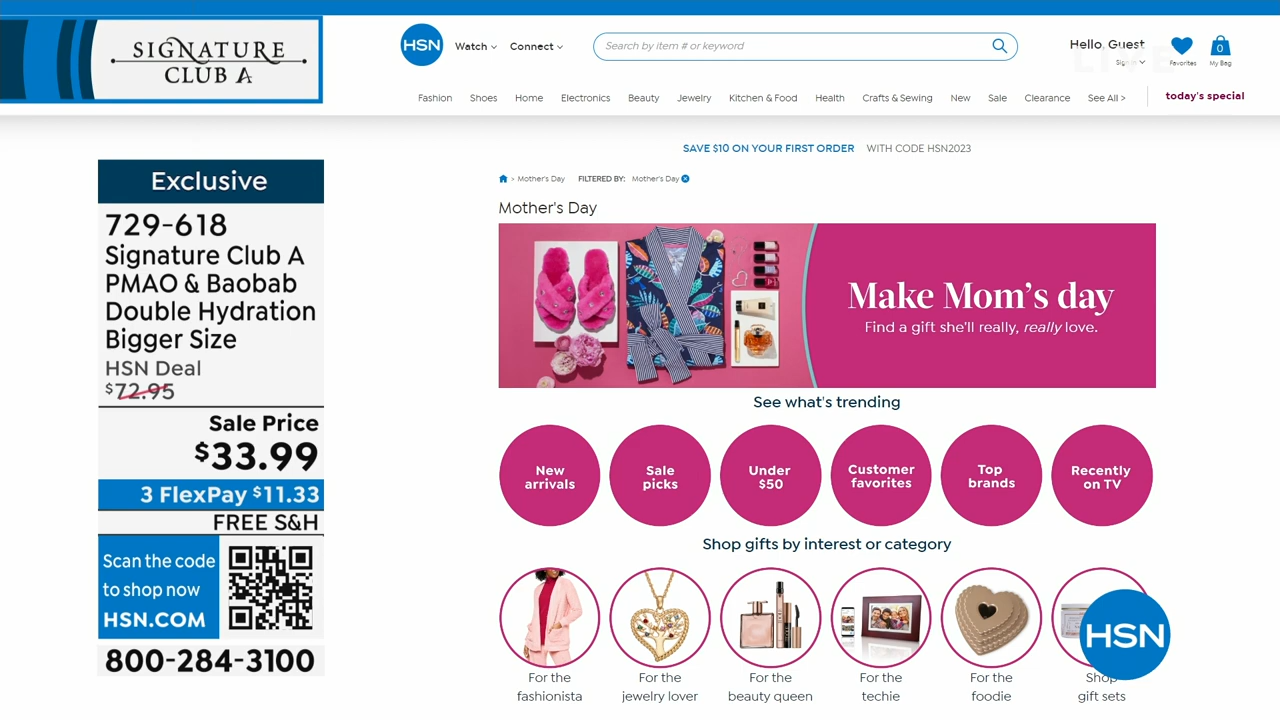 SIGNATURE
CLUB A
HSN
Watch
Connect
Search by item # or keyword
Hello, Guest
Sign In
Favorites
0
My Bag
Fashion
Shoes
Home
Electronics
Beauty
Jewelry
Kitchen & Food
Health
Crafts & Sewing
New
Sale
Clearance
See All >
today's special
SAVE $10 ON YOUR FIRST ORDER WITH CODE HSN2023
> Mother's Day FILTERED BY: Mother's Day
Mother's Day
Make Mom's day
Find a gift she'll really, really love.
See what's trending
New
arrivals
Sale
picks
Under
$50
Customer
favorites
Top
brands
Recently
on TV
Shop gifts by interest or category
For the
fashionista
For the
jewelry lover
For the
beauty queen
For the
techie
For the
foodie
Shop
gift sets
HSN
Exclusive
729-618
Signature Club A
PMAO & Baobab
Double Hydration
Bigger Size
HSN Deal
$72.95
Sale Price
$33.99
3 FlexPay $11.33
FREE S&H
Scan the code
to shop now
HSN.COM
800-284-3100